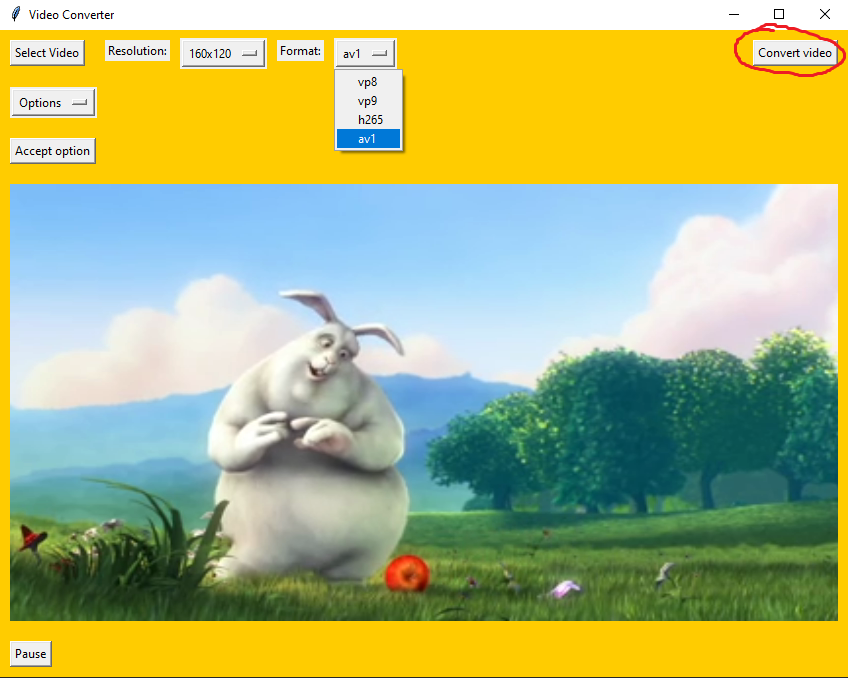 Video Converter
Select Video Resolution: 160x120 Format: av1 Convert video
vp8
vp9
h265
av1
Options
Accept option
Pause